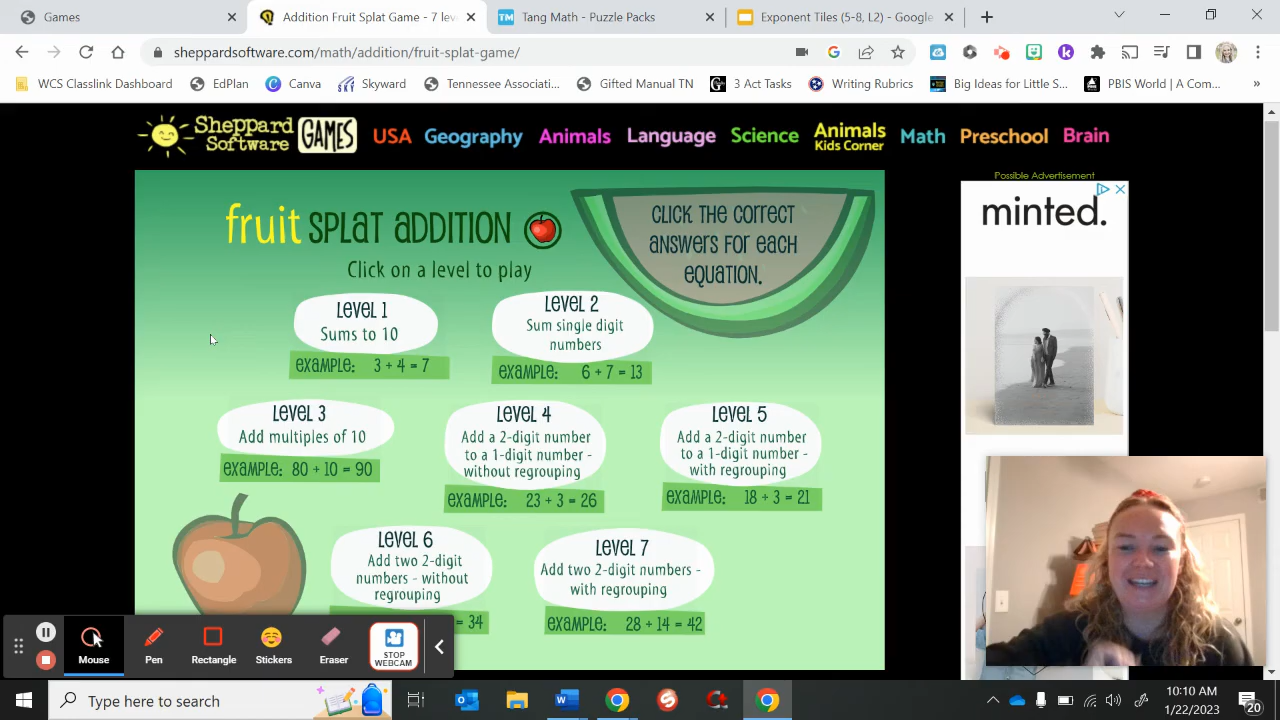 Games
Addition Fruit Splat Game - 7 lev
Tang Math - Puzzle Packs
Exponent Tiles (5-8, L2) - Google
sheppardsoftware.com/math/addition/fruit-splat-game/
WCS Classlink Dashboard
EdPlan
Canva
Skyward
Tennessee Associati...
Gifted Manual TN
3 Act Tasks
Writing Rubrics
Big Ideas for Little S...
PBIS World | A Com...
»
Sheppard Software GAMES
USA Geography Animals Language Science Animals Kids Corner Math Preschool Brain
Possible Advertisement
minted.
fruit SPLAT ADDITION
Click on a level to play
CLICK THE CORRECT
ANSWERS FOR EACH
EQUATION.
LEVEL 1
Sums to 10
EXAMPLE: 3 + 4 = 7
LEVEL 2
Sum single digit
numbers
EXAMPLE: 6 + 7 = 13
LEVEL 3
Add multiples of 10
EXAMPLE: 80 + 10 = 90
LEVEL 4
Add a 2-digit number
to a 1-digit number -
without regrouping
EXAMPLE: 23 + 3 = 26
LEVEL 5
Add a 2-digit number
to a 1-digit number -
with regrouping
EXAMPLE: 18 + 3 = 21
LEVEL 6
Add two 2-digit
numbers - without
regrouping
= 34
LEVEL 7
Add two 2-digit numbers -
with regrouping
EXAMPLE: 28 + 14 = 42
Mouse
Pen
Rectangle
Stickers
Eraser
STOP
WEBCAM
Type here to search
10:10 AM
1/22/2023
20